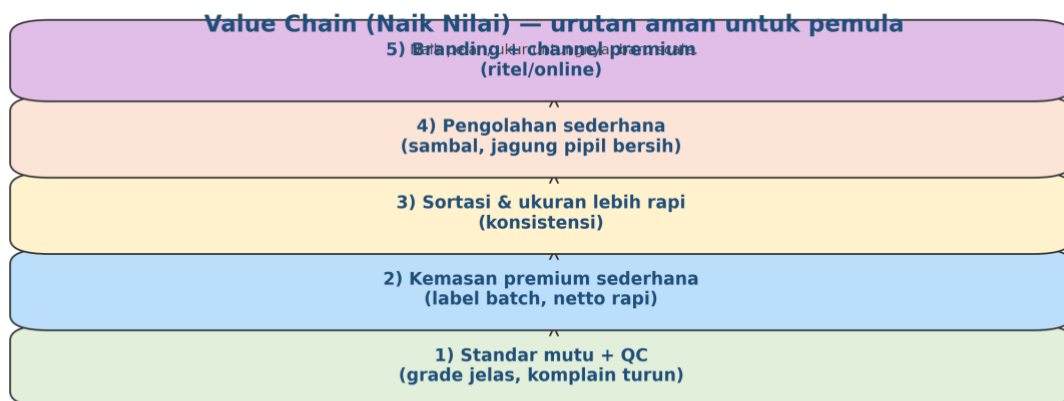 Value Chain (Naik Nilai) — urutan aman untuk pemula
5) Branding + channel premium
(ritel/online)
4) Pengolahan sederhana
(sambal, jagung pipil bersih)
3) Sortasi & ukuran lebih rapi
(konsistensi)
2) Kemasan premium sederhana
(label batch, netto rapi)
1) Standar mutu + QC
(grade jelas, komplain turun)